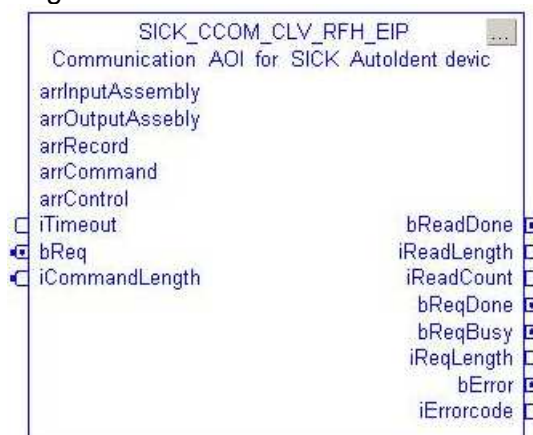 SICK_CCOM_CLV_RFH_EIP ...
Communication AOI for SICK AutoIdent devic
arrInputAssembly
arrOutputAssebly
arrRecord
arrCommand
arrControl
iTimeout bReadDone
bReq iReadLength
iCommandLength iReadCount
bReqDone
bReqBusy
iReqLength
bError
iErrorcode